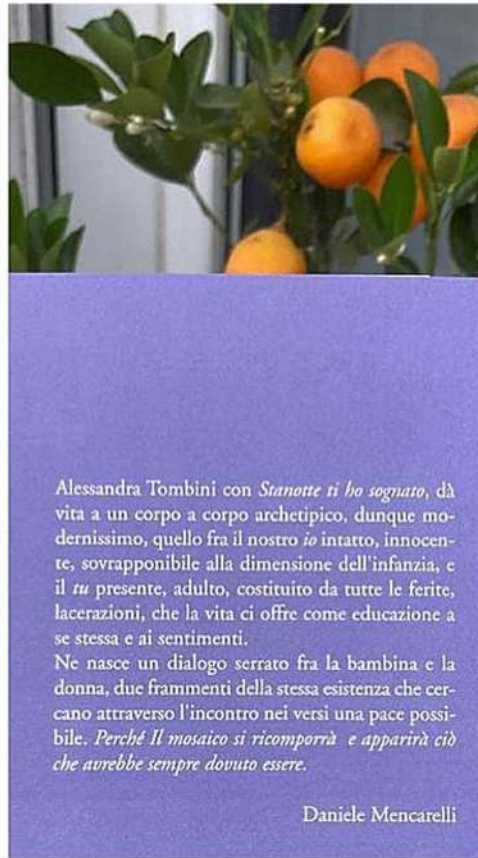 Alessandra Tombini con Stanotte ti ho sognato, dà
vita a un corpo a corpo archetipico, dunque mo-
dernissimo, quello fra il nostro io intatto, innocen-
te, sovrapponibile alla dimensione dell'infanzia, e
il tu presente, adulto, costituito da tutte le ferite,
lacerazioni, che la vita ci offre come educazione a
se stessa e ai sentimenti.
Ne nasce un dialogo serrato fra la bambina e la
donna, due frammenti della stessa esistenza che cer-
cano attraverso l'incontro nei versi una pace possi-
bile. Perché Il mosaico si ricomporrà e apparirà ciò
che avrebbe sempre dovuto essere.
Daniele Mencarelli